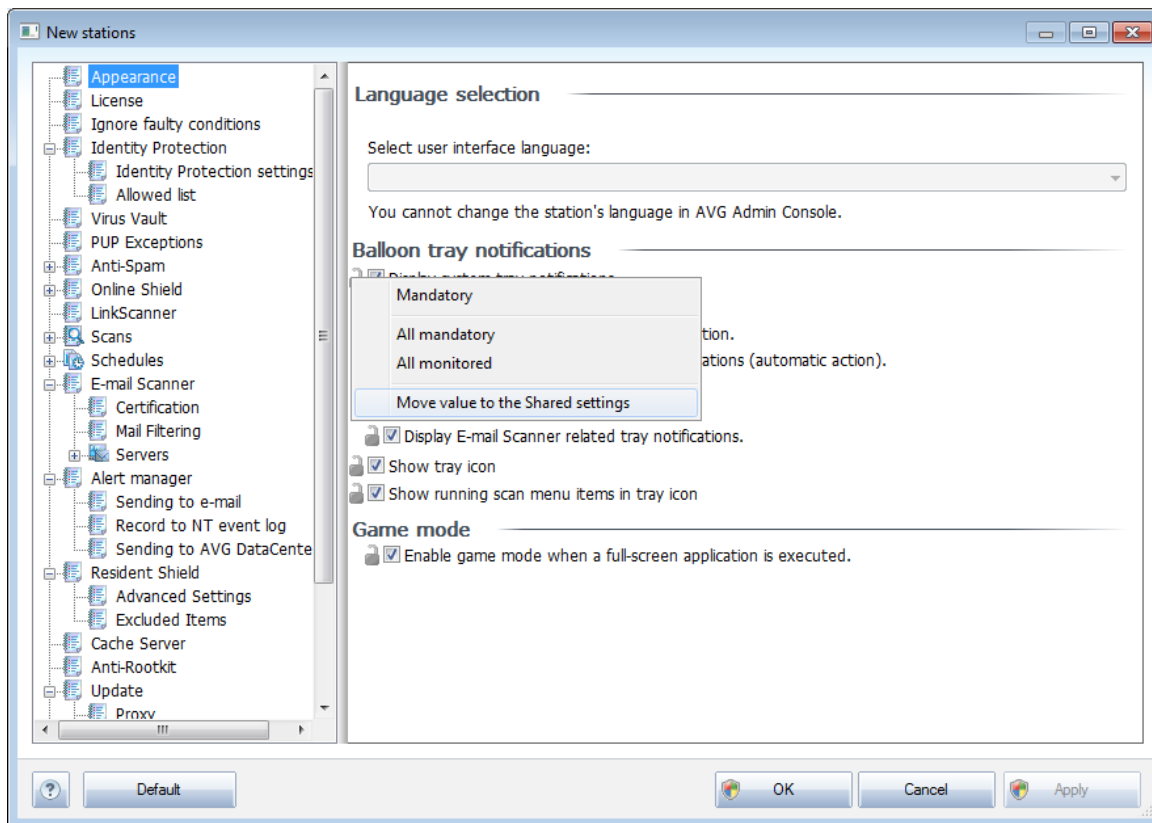 New stations
Appearance
License
Ignore faulty conditions
Identity Protection
Identity Protection settings
Allowed list
Virus Vault
PUP Exceptions
Anti-Spam
Online Shield
LinkScanner
Scans
Schedules
E-mail Scanner
Certification
Mail Filtering
Servers
Alert manager
Sending to e-mail
Record to NT event log
Sending to AVG DataCente
Resident Shield
Advanced Settings
Excluded Items
Cache Server
Anti-Rootkit
Update
Proxy
Language selection
Select user interface language:
You cannot change the station's language in AVG Admin Console.
Balloon tray notifications
Display system tray notifications
Mandatory
All mandatory
tion.
All monitored
ations (automatic action).
Move value to the Shared settings
Display E-mail Scanner related tray notifications.
Show tray icon
Show running scan menu items in tray icon
Game mode
Enable game mode when a full-screen application is executed.
?
Default
OK
Cancel
Apply